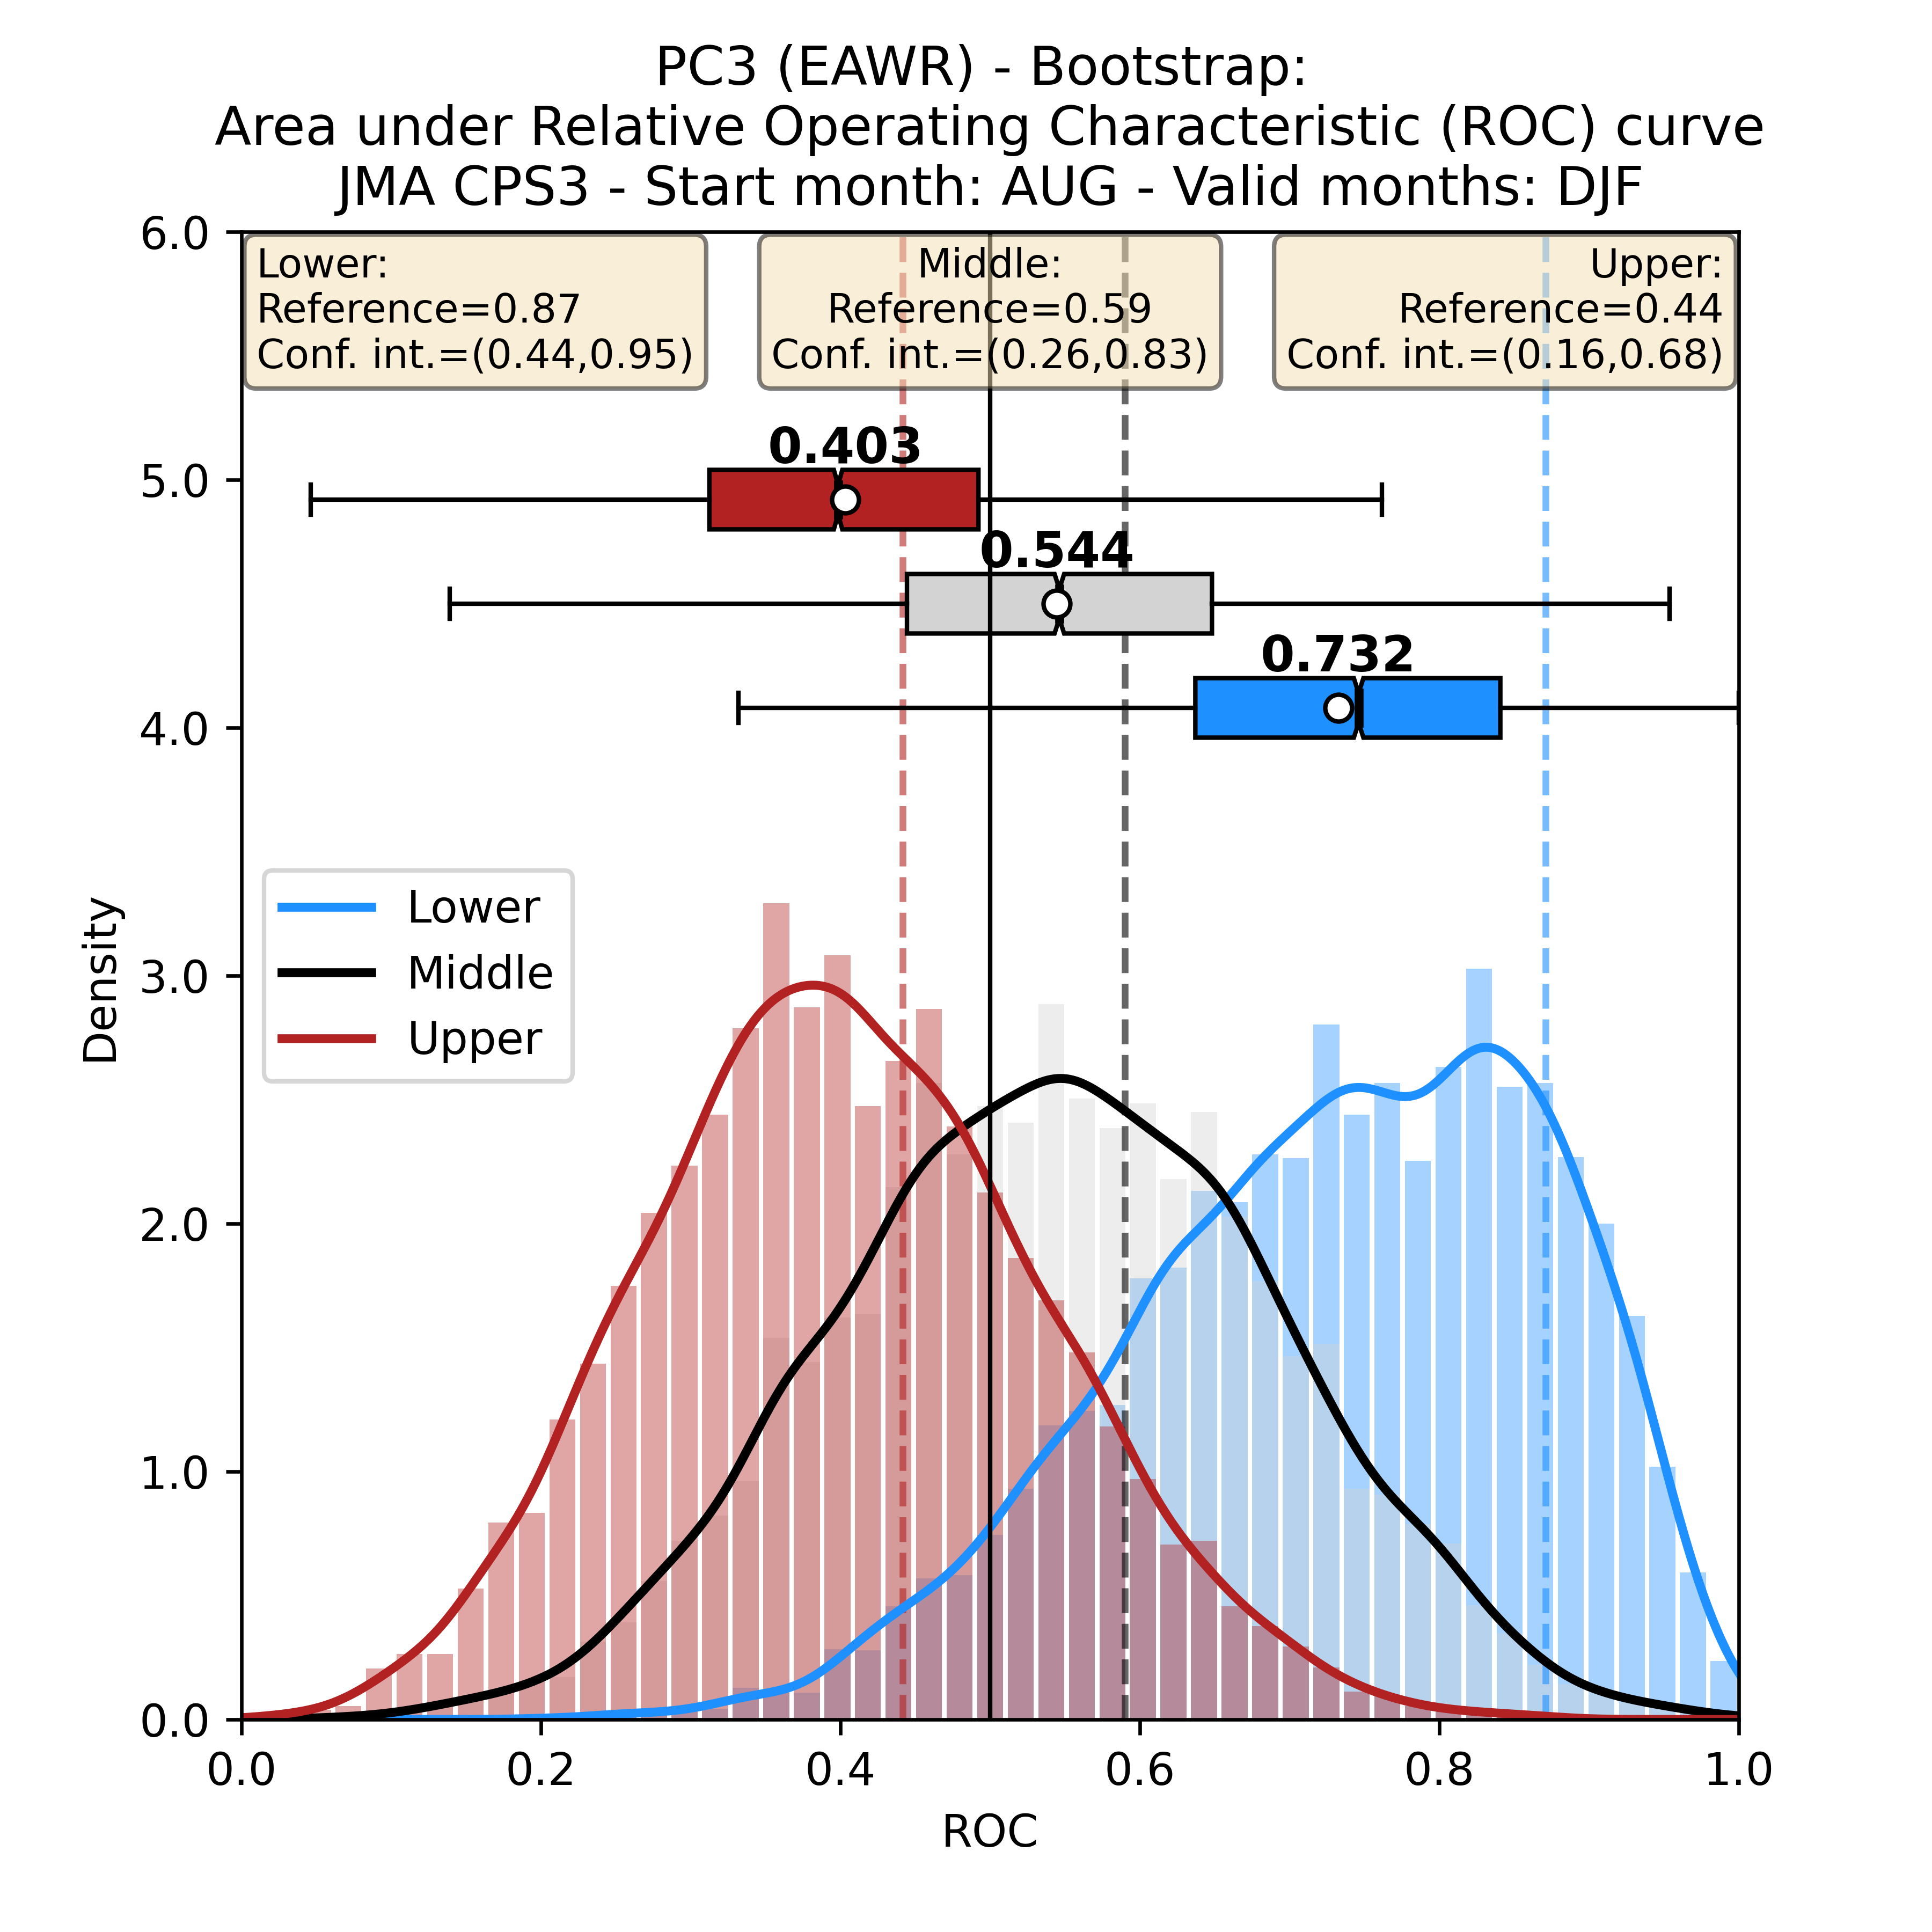 PC3 (EAWR) - Bootstrap:
Area under Relative Operating Characteristic (ROC) curve
JMA CPS3 - Start month: AUG - Valid months: DJF
Lower:
Reference=0.87
Conf. int.=(0.44,0.95)
Middle:
Reference=0.59
Conf. int.=(0.26,0.83)
Upper:
Reference=0.44
Conf. int.=(0.16,0.68)
0.403
0.544
0.732
Lower
Middle
Upper
Density
6.0
5.0
4.0
3.0
2.0
1.0
0.0
0.0 0.2 0.4 0.6 0.8 1.0
ROC